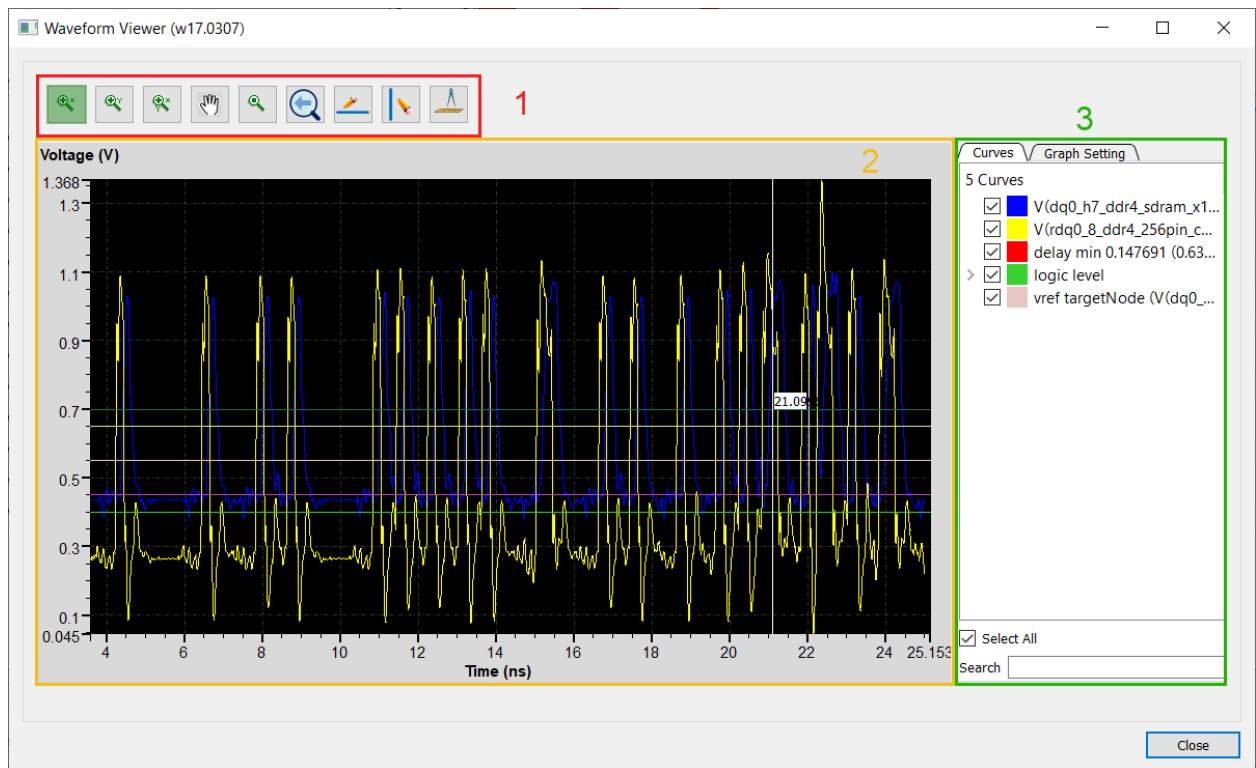 Waveform Viewer (w17.0307)
X
Y
X
Y
1
2
3
Voltage (V)
1.368
1.3
1.1
0.9
0.7
0.5
0.3
0.1
0.045
21.09
4 6 8 10 12 14 16 18 20 22 24 25.153
Time (ns)
Curves Graph Setting
5 Curves
V(dq0_h7_ddr4_sdram_x1...
V(rdq0_8_ddr4_256pin_c...
delay min 0.147691 (0.63...
logic level
vref targetNode (V(dq0_...
Select All
Search
Close